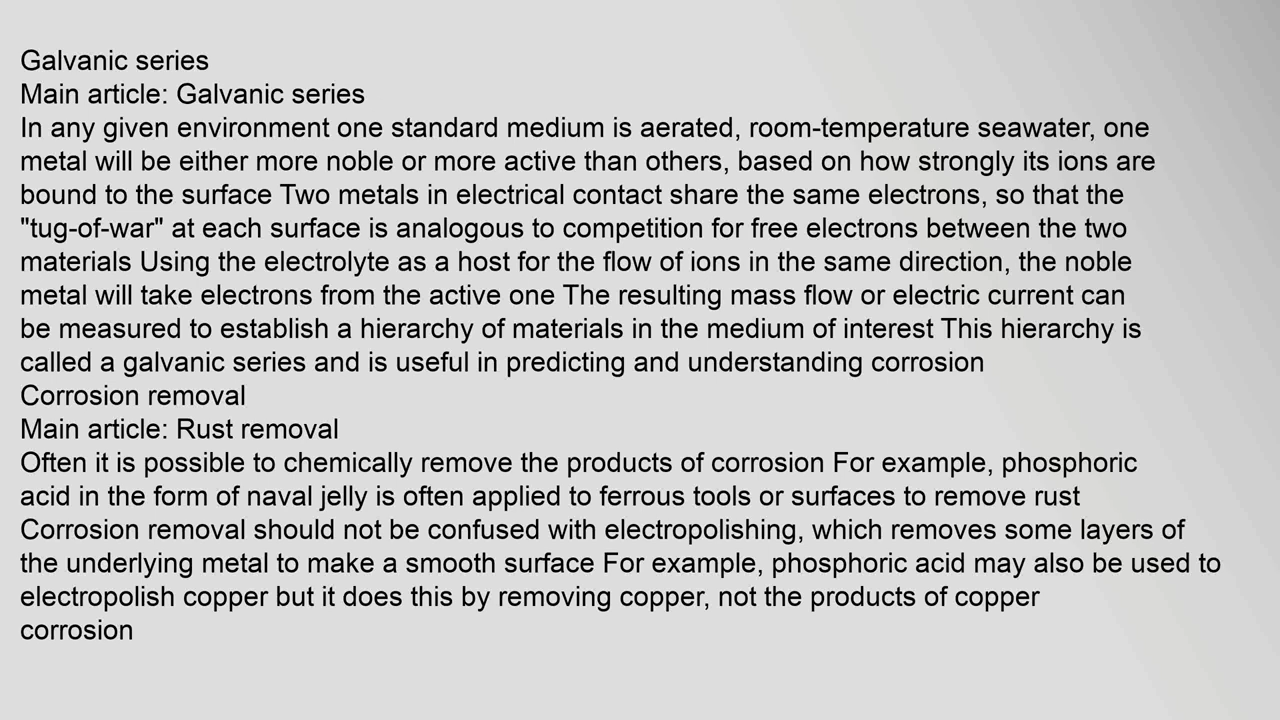 Galvanic series
Main article: Galvanic series
In any given environment one standard medium is aerated, room-temperature seawater, one
metal will be either more noble or more active than others, based on how strongly its ions are
bound to the surface Two metals in electrical contact share the same electrons, so that the
"tug-of-war" at each surface is analogous to competition for free electrons between the two
materials Using the electrolyte as a host for the flow of ions in the same direction, the noble
metal will take electrons from the active one The resulting mass flow or electric current can
be measured to establish a hierarchy of materials in the medium of interest This hierarchy is
called a galvanic series and is useful in predicting and understanding corrosion
Corrosion removal
Main article: Rust removal
Often it is possible to chemically remove the products of corrosion For example, phosphoric
acid in the form of naval jelly is often applied to ferrous tools or surfaces to remove rust
Corrosion removal should not be confused with electropolishing, which removes some layers of
the underlying metal to make a smooth surface For example, phosphoric acid may also be used to
electropolish copper but it does this by removing copper, not the products of copper
corrosion